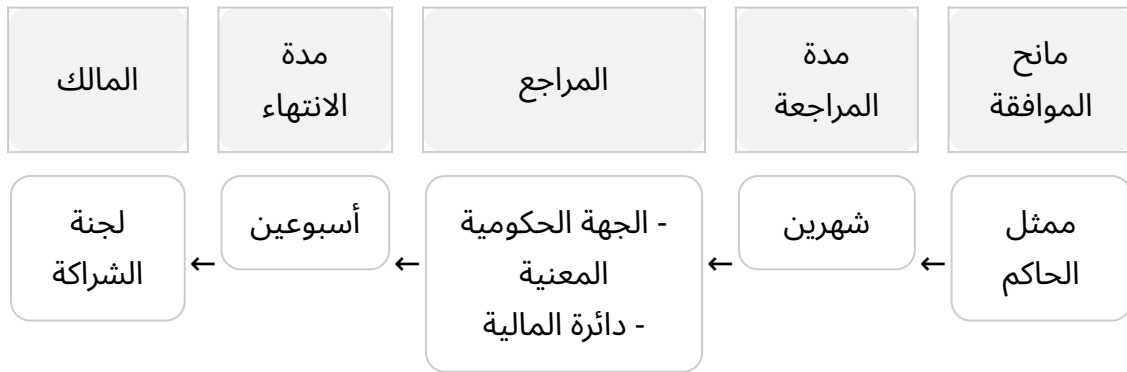 مانح
الموافقة
مدة
المراجعة
المراجع
مدة
الانتهاء
المالك
ممثل
الحاكم
←
شهرين
←
- الجهة الحكومية
المعنية
- دائرة المالية
←
أسبوعين
←
لجنة
الشراكة